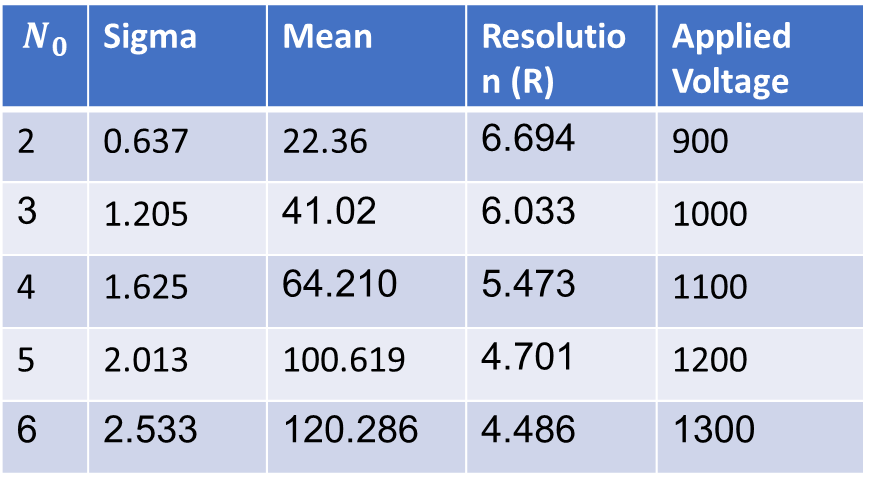 N₀ Sigma Mean Resolutio Applied
n (R) Voltage
2 0.637 22.36 6.694 900
3 1.205 41.02 6.033 1000
4 1.625 64.210 5.473 1100
5 2.013 100.619 4.701 1200
6 2.533 120.286 4.486 1300